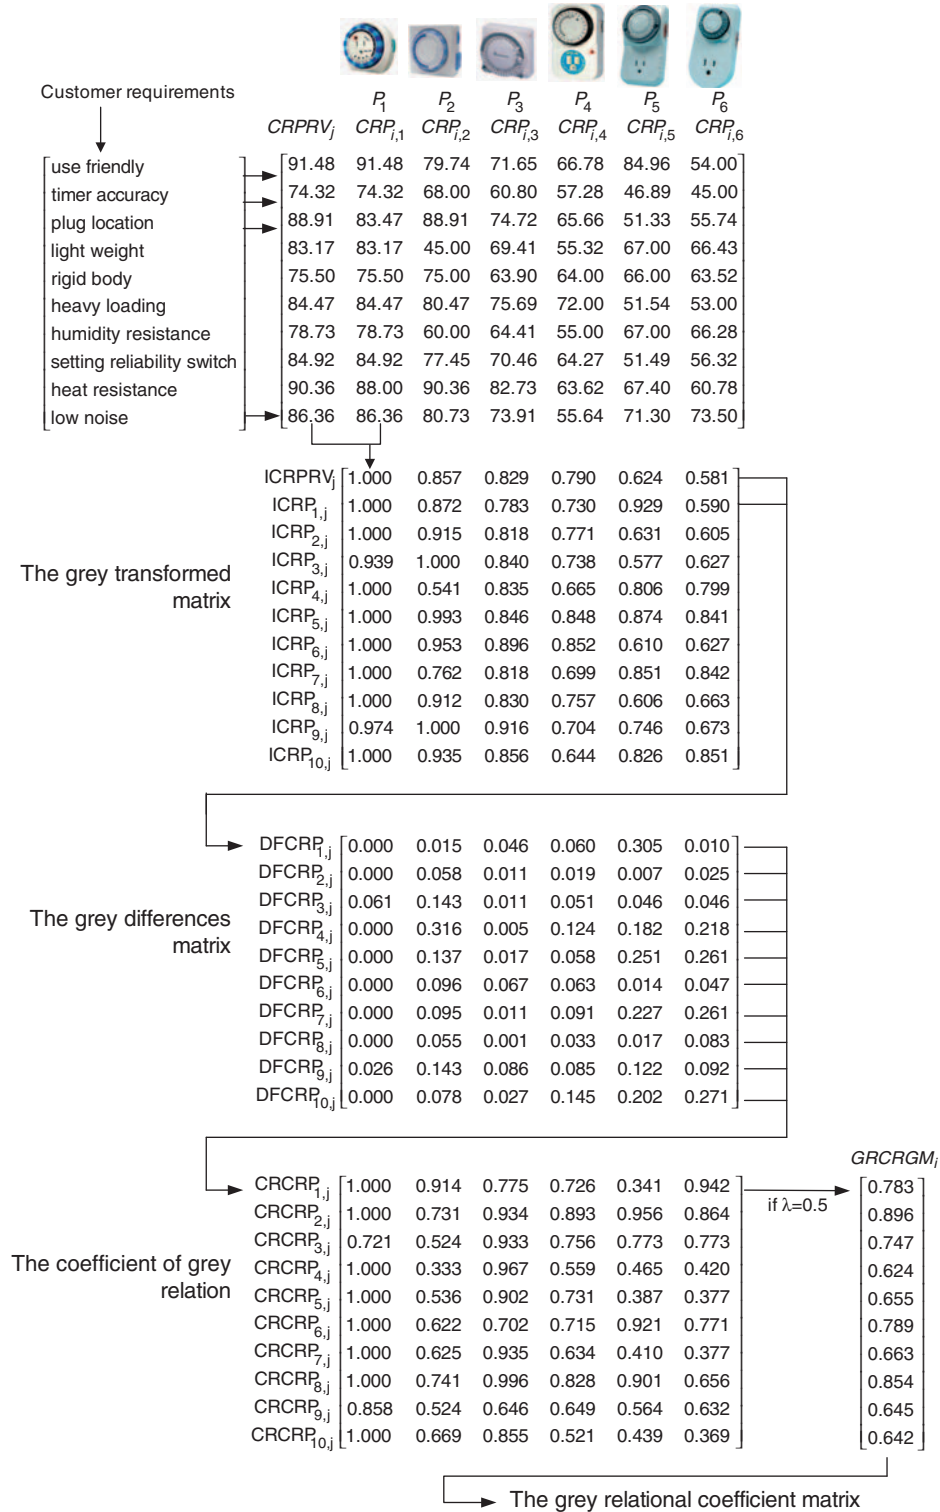 P1 P2 P3 P4 P5 P6
Customer requirements
CRPRVj CRPi,1 CRPi,2 CRPi,3 CRPi,4 CRPi,5 CRPi,6
use friendly 91.48 91.48 79.74 71.65 66.78 84.96 54.00
timer accuracy 74.32 74.32 68.00 60.80 57.28 46.89 45.00
plug location 88.91 83.47 88.91 74.72 65.66 51.33 55.74
light weight 83.17 83.17 45.00 69.41 55.32 67.00 66.43
rigid body 75.50 75.50 75.00 63.90 64.00 66.00 63.52
heavy loading 84.47 84.47 80.47 75.69 72.00 51.54 53.00
humidity resistance 78.73 78.73 60.00 64.41 55.00 67.00 66.28
setting reliability switch 84.92 84.92 77.45 70.46 64.27 51.49 56.32
heat resistance 90.36 88.00 90.36 82.73 63.62 67.40 60.78
low noise 86.36 86.36 80.73 73.91 55.64 71.30 73.50
ICRPRVj 1.000 0.857 0.829 0.790 0.624 0.581
ICRP1,j 1.000 0.872 0.783 0.730 0.929 0.590
ICRP2,j 1.000 0.915 0.818 0.771 0.631 0.605
ICRP3,j 0.939 1.000 0.840 0.738 0.577 0.627
The grey transformed
matrix
ICRP4,j 1.000 0.541 0.835 0.665 0.806 0.799
ICRP5,j 1.000 0.993 0.846 0.848 0.874 0.841
ICRP6,j 1.000 0.953 0.896 0.852 0.610 0.627
ICRP7,j 1.000 0.762 0.818 0.699 0.851 0.842
ICRP8,j 1.000 0.912 0.830 0.757 0.606 0.663
ICRP9,j 0.974 1.000 0.916 0.704 0.746 0.673
ICRP10,j 1.000 0.935 0.856 0.644 0.826 0.851
DFCRP1,j 0.000 0.015 0.046 0.060 0.305 0.010
DFCRP2,j 0.000 0.058 0.011 0.019 0.007 0.025
DFCRP3,j 0.061 0.143 0.011 0.051 0.046 0.046
The grey differences
matrix
DFCRP4,j 0.000 0.316 0.005 0.124 0.182 0.218
DFCRP5,j 0.000 0.137 0.017 0.058 0.251 0.261
DFCRP6,j 0.000 0.096 0.067 0.063 0.014 0.047
DFCRP7,j 0.000 0.095 0.011 0.091 0.227 0.261
DFCRP8,j 0.000 0.055 0.001 0.033 0.017 0.083
DFCRP9,j 0.026 0.143 0.086 0.085 0.122 0.092
DFCRP10,j 0.000 0.078 0.027 0.145 0.202 0.271
GRCRGMi
CRCRP1,j 1.000 0.914 0.775 0.726 0.341 0.942 0.783
if λ=0.5
CRCRP2,j 1.000 0.731 0.934 0.893 0.956 0.864 0.896
CRCRP3,j 0.721 0.524 0.933 0.756 0.773 0.773 0.747
The coefficient of grey
relation
CRCRP4,j 1.000 0.333 0.967 0.559 0.465 0.420 0.624
CRCRP5,j 1.000 0.536 0.902 0.731 0.387 0.377 0.655
CRCRP6,j 1.000 0.622 0.702 0.715 0.921 0.771 0.789
CRCRP7,j 1.000 0.625 0.935 0.634 0.410 0.377 0.663
CRCRP8,j 1.000 0.741 0.996 0.828 0.901 0.656 0.854
CRCRP9,j 0.858 0.524 0.646 0.649 0.564 0.632 0.645
CRCRP10,j 1.000 0.669 0.855 0.521 0.439 0.369 0.642
The grey relational coefficient matrix